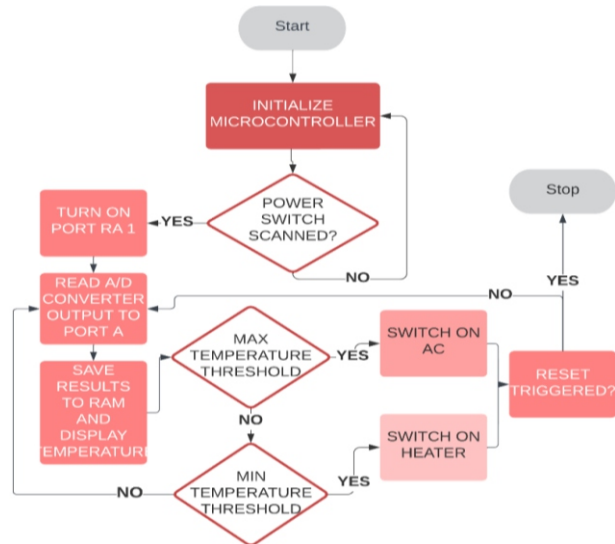 Start
INITIALIZE
MICROCONTROLLER
POWER
SWITCH
SCANNED?
YES
NO
TURN ON
PORT RA 1
READ A/D
CONVERTER
OUTPUT TO
PORT A
SAVE
RESULTS
TO RAM
AND
DISPLAY
TEMPERATURE
MAX
TEMPERATURE
THRESHOLD
YES
NO
SWITCH ON
AC
MIN
TEMPERATURE
THRESHOLD
YES
NO
SWITCH ON
HEATER
RESET
TRIGGERED?
NO
YES
Stop